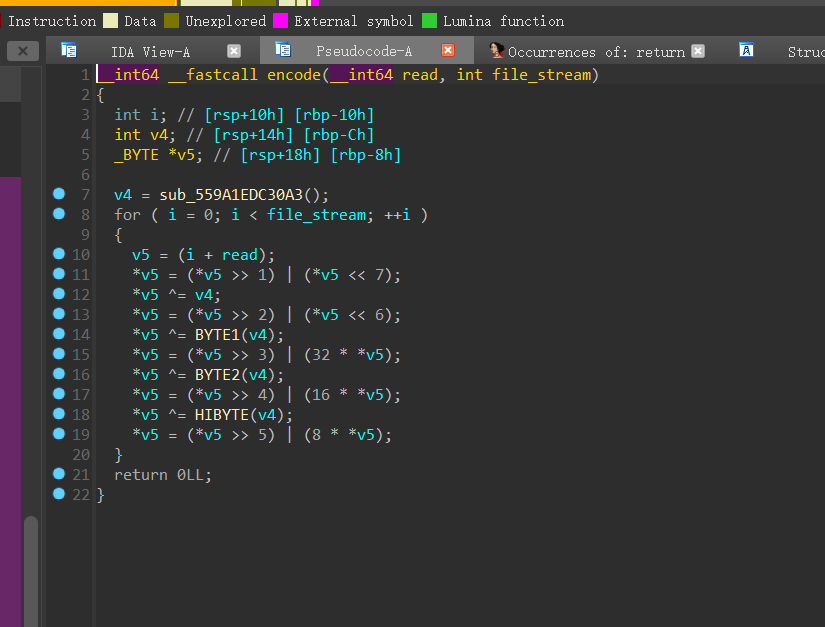 Instruction Data Unexplored External symbol Lumina function
IDA View-A Pseudocode-A Occurrences of: return Struc
1 __int64 __fastcall encode(__int64 read, int file_stream)
2 {
3 int i; // [rsp+10h] [rbp-10h]
4 int v4; // [rsp+14h] [rbp-Ch]
5 _BYTE *v5; // [rsp+18h] [rbp-8h]
6
7 v4 = sub_559A1EDC30A3();
8 for ( i = 0; i < file_stream; ++i )
9 {
10 v5 = (i + read);
11 *v5 = (*v5 >> 1) | (*v5 << 7);
12 *v5 ^= v4;
13 *v5 = (*v5 >> 2) | (*v5 << 6);
14 *v5 ^= BYTE1(v4);
15 *v5 = (*v5 >> 3) | (32 * *v5);
16 *v5 ^= BYTE2(v4);
17 *v5 = (*v5 >> 4) | (16 * *v5);
18 *v5 ^= HIBYTE(v4);
19 *v5 = (*v5 >> 5) | (8 * *v5);
20 }
21 return 0LL;
22 }